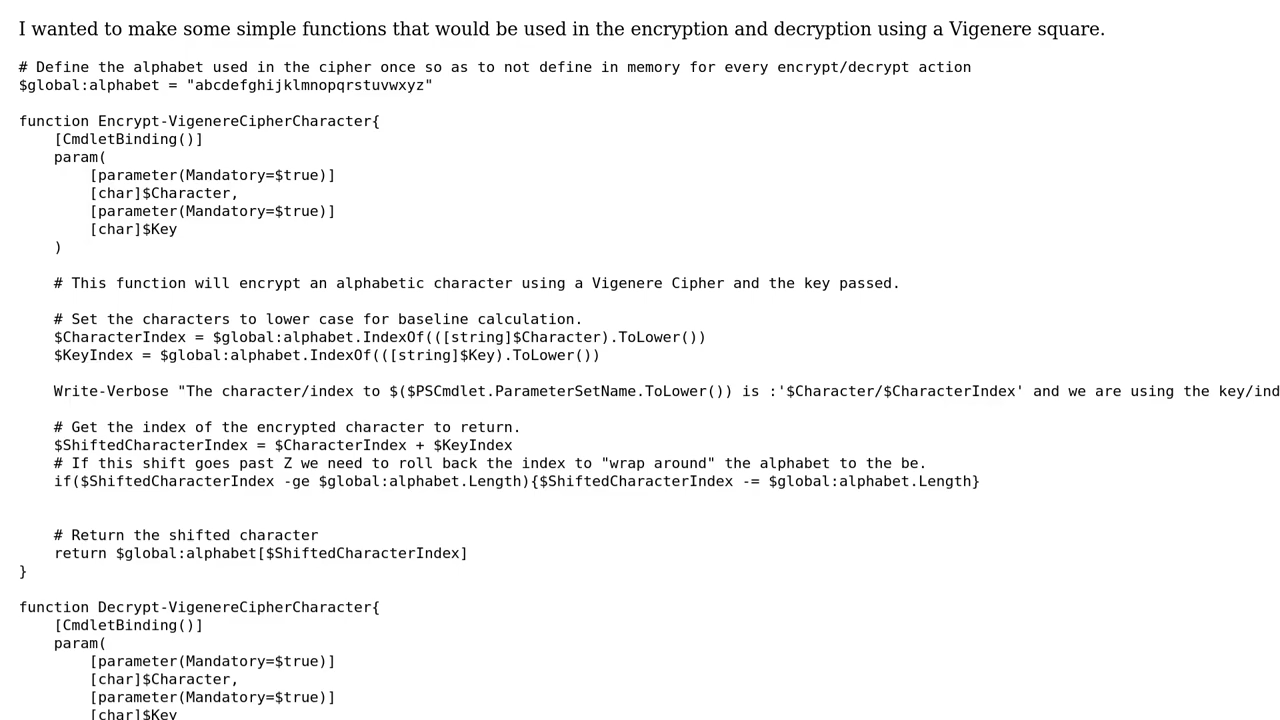 I wanted to make some simple functions that would be used in the encryption and decryption using a Vigenere square.
# Define the alphabet used in the cipher once so as to not define in memory for every encrypt/decrypt action
$global:alphabet = "abcdefghijklmnopqrstuvwxyz"
function Encrypt-VigenereCipherCharacter{
    [CmdletBinding()]
    param(
        [parameter(Mandatory=$true)]
        [char]$Character,
        [parameter(Mandatory=$true)]
        [char]$Key
    )
    # This function will encrypt an alphabetic character using a Vigenere Cipher and the key passed.
    # Set the characters to lower case for baseline calculation.
    $CharacterIndex = $global:alphabet.IndexOf(([string]$Character).ToLower())
    $KeyIndex = $global:alphabet.IndexOf(([string]$Key).ToLower())
    Write-Verbose "The character/index to $($PSCmdlet.ParameterSetName.ToLower()) is :'$Character/$CharacterIndex' and we are using the key/ind
    # Get the index of the encrypted character to return.
    $ShiftedCharacterIndex = $CharacterIndex + $KeyIndex
    # If this shift goes past Z we need to roll back the index to "wrap around" the alphabet to the be.
    if($ShiftedCharacterIndex -ge $global:alphabet.Length){$ShiftedCharacterIndex -= $global:alphabet.Length}
    # Return the shifted character
    return $global:alphabet[$ShiftedCharacterIndex]
}
function Decrypt-VigenereCipherCharacter{
    [CmdletBinding()]
    param(
        [parameter(Mandatory=$true)]
        [char]$Character,
        [parameter(Mandatory=$true)]
        [char]$Key